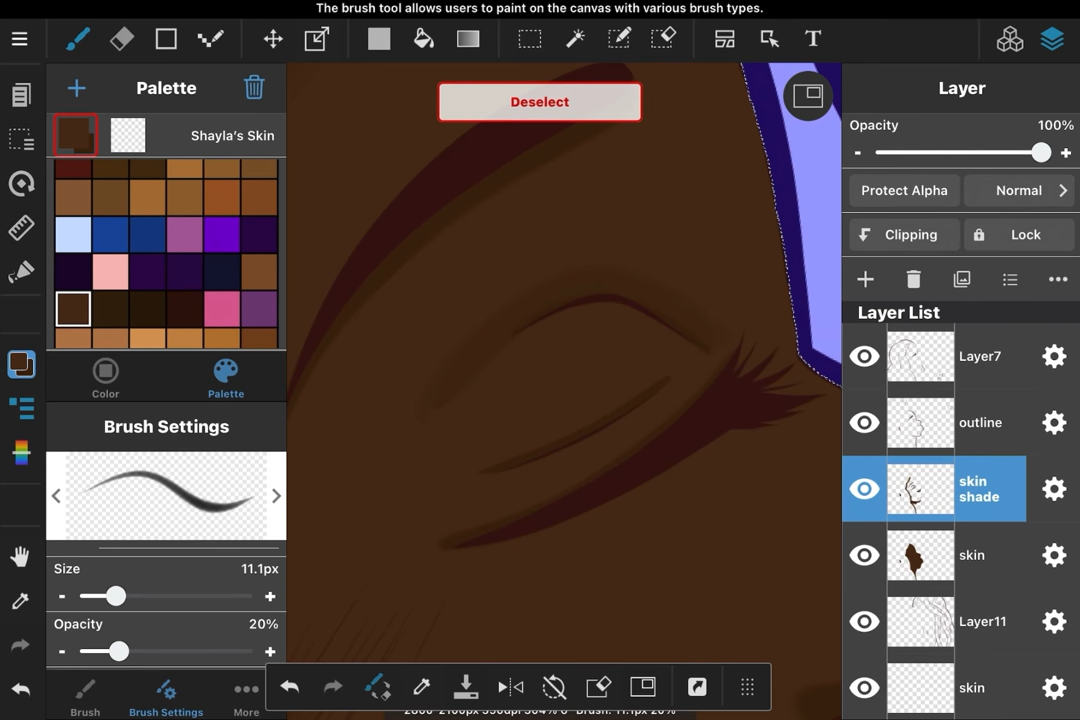 The brush tool allows users to paint on the canvas with various brush types.
T
Palette
Deselect
Layer
Shayla's Skin
Opacity 100%
- +
Protect Alpha Normal
Clipping Lock
Layer List
Layer7
outline
skin
shade
skin
Layer11
skin
Color Palette
Brush Settings
Size 11.1px
- +
Opacity 20%
- +
Brush Brush Settings More